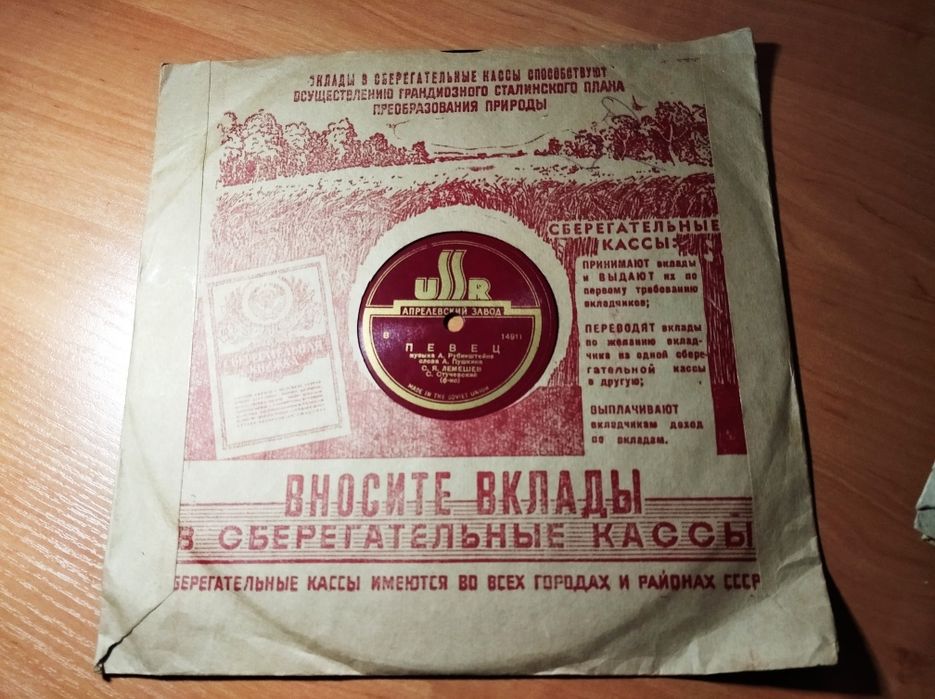 ВКЛАДЫ В СБЕРЕГАТЕЛЬНЫЕ КАССЫ СПОСОБСТВУЮТ
ОСУЩЕСТВЛЕНИЮ ГРАНДИОЗНОГО СТАЛИНСКОГО ПЛАНА
ПРЕОБРАЗОВАНИЯ ПРИРОДЫ
СБЕРЕГАТЕЛЬНЫЕ
КАССЫ:
ПРИНИМАЮТ вклады
и ВЫДАЮТ их по
первому требованию
вкладчиков;
ПЕРЕВОДЯТ вклады
по желанию вклад-
чика из одной сбере-
гательной кассы
в другую;
ВЫПЛАЧИВАЮТ
вкладчикам доход
по вкладам.
USSR
АПРЕЛЕВСКИЙ ЗАВОД
В 14911
ПЕВЕЦ
музыка А. Рубинштейна
слова А. Пушкина
С. Я. ЛЕМЕШЕВ
С. Стучевский
(ф-но)
MADE IN THE SOVIET UNION
СБЕРЕГАТЕЛЬНАЯ
КНИЖКА
ВНОСИТЕ ВКЛАДЫ
В СБЕРЕГАТЕЛЬНЫЕ КАССЫ
БЕРЕГАТЕЛЬНЫЕ КАССЫ ИМЕЮТСЯ ВО ВСЕХ ГОРОДАХ И РАЙОНАХ СССР